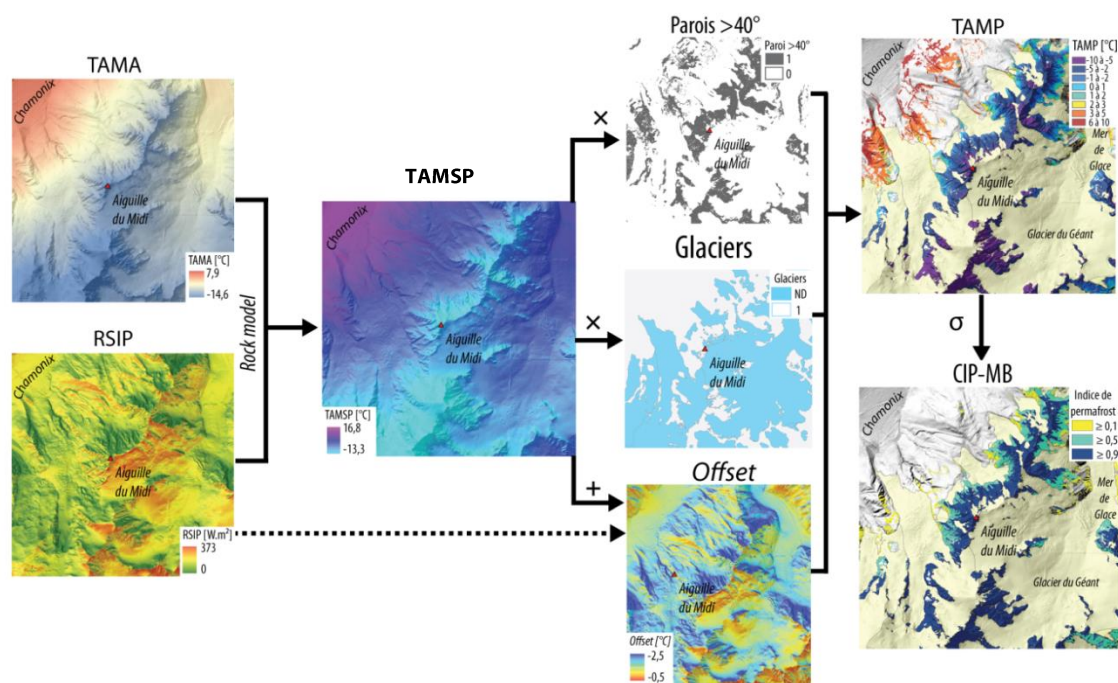 TAMA
Chamonix
Aiguille
du Midi
TAMA [°C]
7,9
-14,6
RSIP
Chamonix
Aiguille
du Midi
RSIP [W.m²]
373
0
Rock model
TAMSP
Chamonix
Aiguille
du Midi
TAMSP [°C]
16,8
-13,3
×
×
+
Parois >40°
Paroi >40°
1
0
Aiguille
du Midi
Glaciers
Glaciers
ND
1
Aiguille
du Midi
Offset
Aiguille
du Midi
Offset [°C]
-2,5
-0,5
TAMP
Chamonix
TAMP [°C]
-10 à -5
-5 à -2
-1 à -2
0 à 1
1 à 2
2 à 3
3 à 5
6 à 10
Mer
de
Glace
Aiguille
du Midi
Glacier du Géant
σ
CIP-MB
Chamonix
Indice de
permafrost
≥ 0,1
≥ 0,5
≥ 0,9
Mer
de
Glace
Aiguille
du Midi
Glacier du Géant